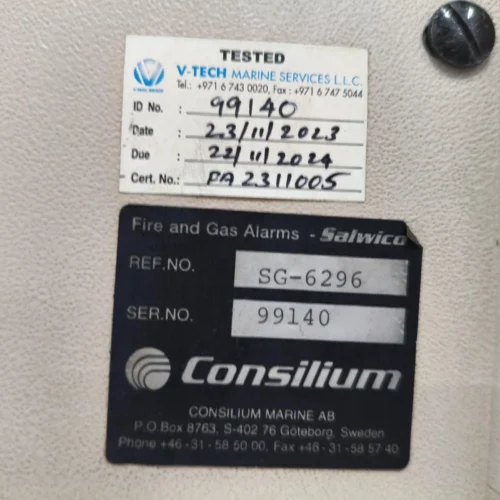 TESTED
V-TECH MARINE SERVICES L.L.C.
Tel.: +971 6 743 0020, Fax : +971 6 747 5044
ID No. : 99140
Date : 23/11/2023
Due : 22/11/2024
Cert. No.: PA 2311005
Fire and Gas Alarms - Salwico
REF.NO. SG-6296
SER.NO. 99140
Consilium
CONSILIUM MARINE AB
P.O.Box 8763, S-402 76 Göteborg, Sweden
Phone +46-31-58 50 00, Fax +46-31-58 57 40